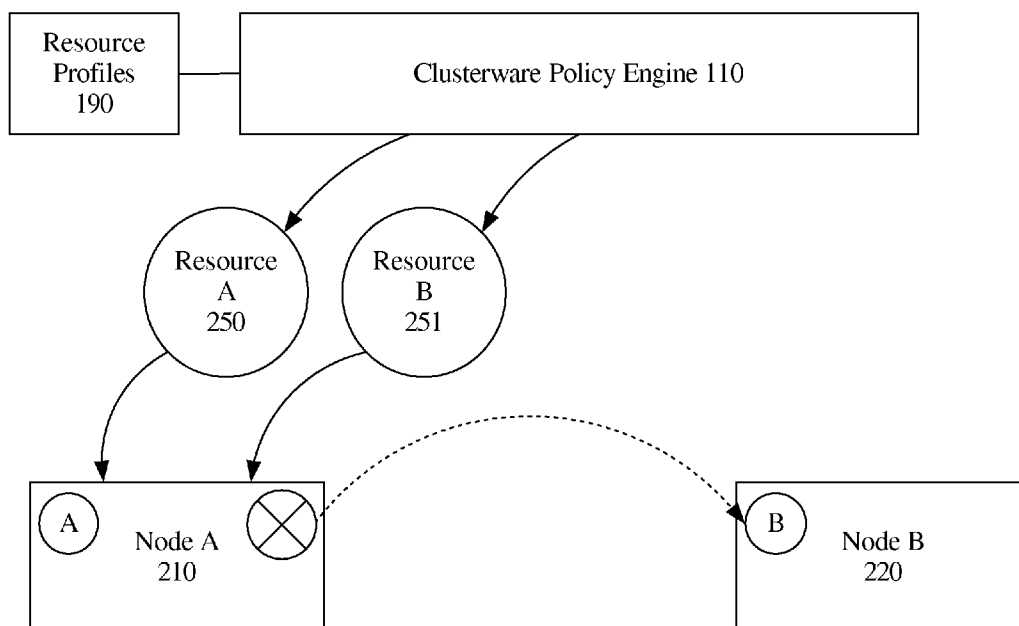 Resource
Profiles
190
Clusterware Policy Engine 110
Resource
A
250
Resource
B
251
A
Node A
210
B
Node B
220